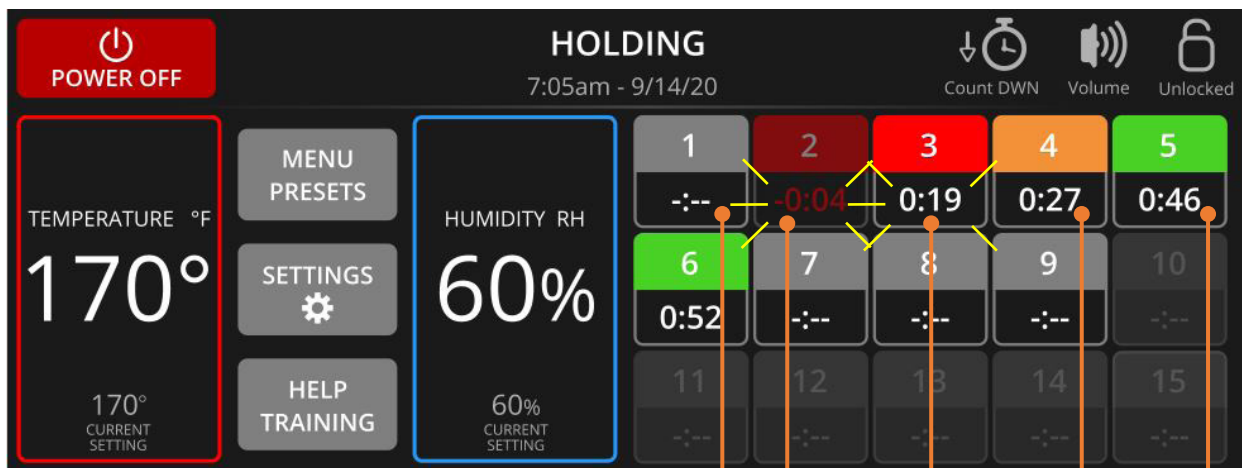 POWER OFF
HOLDING
7:05am - 9/14/20
Count DWN
Volume
Unlocked
TEMPERATURE °F
170°
170°
CURRENT
SETTING
MENU
PRESETS
SETTINGS
HELP
TRAINING
HUMIDITY RH
60%
60%
CURRENT
SETTING
1 2 3 4 5
-:-- -0:04 0:19 0:27 0:46
6 7 8 9 10
0:52 -:-- -:-- -:-- -:--
11 12 13 14 15
-:-- -:-- -:-- -:-- -:--